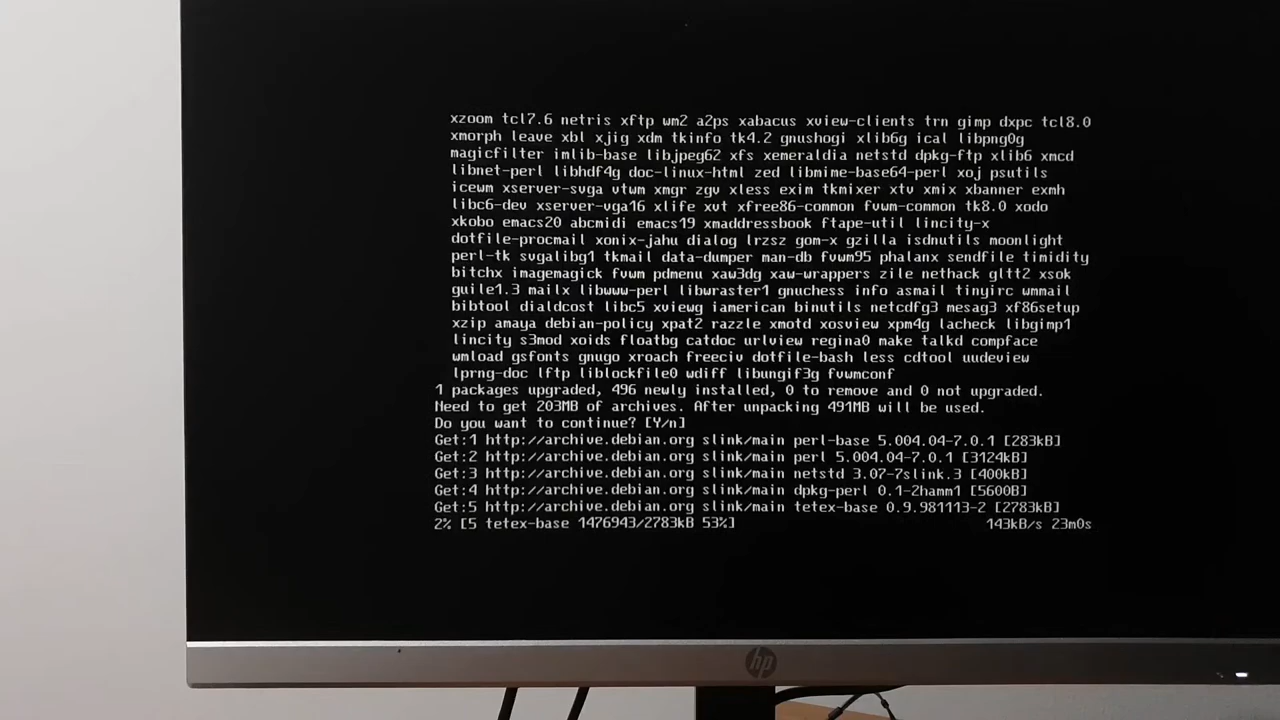 xzoom tcl7.6 netris xftp wm2 a2ps xabacus xview-clients trn gimp dxpc tcl8.0
xmorph leave xbl xjig xdm tkinfo tk4.2 gnushogi xlib6g ical libpng0g
magicfilter imlib-base libjpeg62 xfs xemeraldia netstd dpkg-ftp xlib6 xmcd
libnet-perl libhdf4g doc-linux-html zed libmime-base64-perl xoj psutils
icewm xserver-svga vtwm xmgr zgv xless exim tkmixer xtv xmix xbanner exmh
libc6-dev xserver-vga16 xlife xvt xfree86-common fvwm-common tk8.0 xodo
xkobo emacs20 abcmidi emacs19 xmaddressbook ftape-util lincity-x
dotfile-procmail xonix-jahu dialog lrzsz gom-x gzilla isdnutils moonlight
perl-tk svgalibg1 tkmail data-dumper man-db fvwm95 phalanx sendfile timidity
bitchx imagemagick fvwm pdmenu xaw3dg xaw-wrappers zile nethack gltt2 xsok
guile1.3 mailx libwww-perl libwraster1 gnuchess info asmail tinyirc wmmail
bibtool dialdcost libc5 xviewg iamerican binutils netcdfg3 mesag3 xf86setup
xzip amaya debian-policy xpat2 razzle xmotd xosview xpm4g lacheck libgimp1
lincity s3mod xoids floatbg catdoc urlview regina0 make talkd compface
wmload gsfonts gnugo xroach freeciv dotfile-bash less cdtool uudeview
lprng-doc lftp liblockfile0 wdiff libungif3g fvwmconf
1 packages upgraded, 496 newly installed, 0 to remove and 0 not upgraded.
Need to get 203MB of archives. After unpacking 491MB will be used.
Do you want to continue? [Y/n]
Get:1 http://archive.debian.org slink/main perl-base 5.004.04-7.0.1 [283kB]
Get:2 http://archive.debian.org slink/main perl 5.004.04-7.0.1 [3124kB]
Get:3 http://archive.debian.org slink/main netstd 3.07-7slink.3 [400kB]
Get:4 http://archive.debian.org slink/main dpkg-perl 0.1-2hamm1 [5600B]
Get:5 http://archive.debian.org slink/main tetex-base 0.9.981113-2 [2783kB]
2% [5 tetex-base 1476943/2783kB 53%] 143kB/s 23m0s
hp